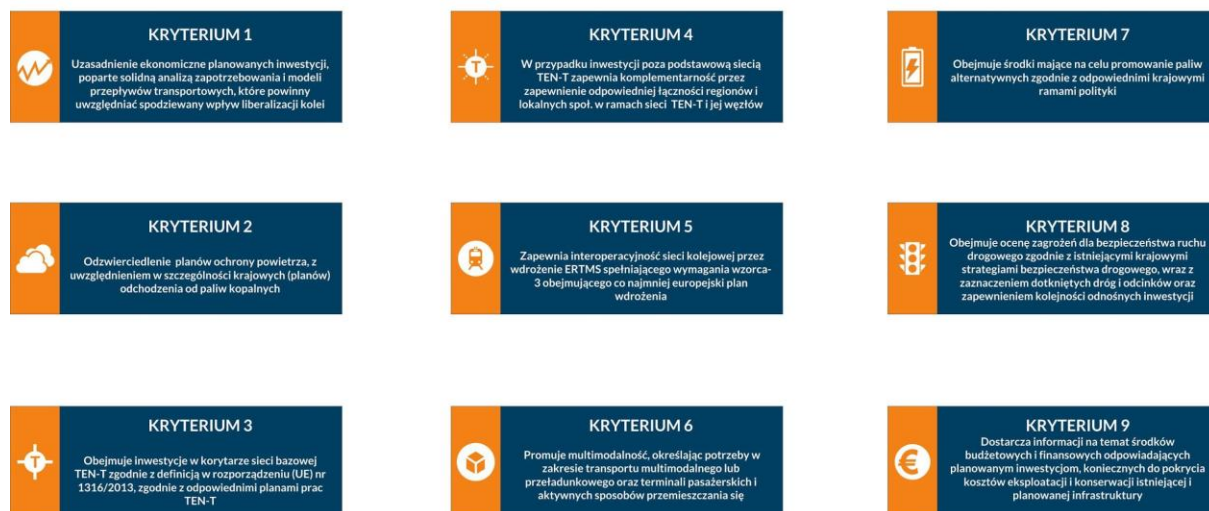 KRYTERIUM 1
Uzasadnienie ekonomiczne planowanych inwestycji,
poparte solidną analizą zapotrzebowania i modeli
przepływów transportowych, które powinny
uwzględniać spodziewany wpływ liberalizacji kolei
KRYTERIUM 2
Odzwierciedlenie planów ochrony powietrza, z
uwzględnieniem w szczególności krajowych (planów)
odchodzenia od paliw kopalnych
KRYTERIUM 3
T
Obejmuje inwestycje w korytarze sieci bazowej
TEN-T zgodnie z definicją w rozporządzeniu (UE) nr
1316/2013, zgodnie z odpowiednimi planami prac
TEN-T
KRYTERIUM 4
T
W przypadku inwestycji poza podstawową siecią
TEN-T zapewnia komplementarność przez
zapewnienie odpowiedniej łączności regionów i
lokalnych społ. w ramach sieci TEN-T i jej węzłów
KRYTERIUM 5
Zapewnia interoperacyjność sieci kolejowej przez
wdrożenie ERTMS spełniającego wymagania wzorca-
3 obejmującego co najmniej europejski plan
wdrożenia
KRYTERIUM 6
Promuje multimodalność, określając potrzeby w
zakresie transportu multimodalnego lub
przeładunkowego oraz terminali pasażerskich i
aktywnych sposobów przemieszczania się
KRYTERIUM 7
Obejmuje środki mające na celu promowanie paliw
alternatywnych zgodnie z odpowiednimi krajowymi
ramami polityki
KRYTERIUM 8
Obejmuje ocenę zagrożeń dla bezpieczeństwa ruchu
drogowego zgodnie z istniejącymi krajowymi
strategiami bezpieczeństwa drogowego, wraz z
zaznaczeniem dotkniętych dróg i odcinków oraz
zapewnieniem kolejności odnośnych inwestycji
KRYTERIUM 9
€
Dostarcza informacji na temat środków
budżetowych i finansowych odpowiadających
planowanym inwestycjom, koniecznych do pokrycia
kosztów eksploatacji i konserwacji istniejącej i
planowanej infrastruktury